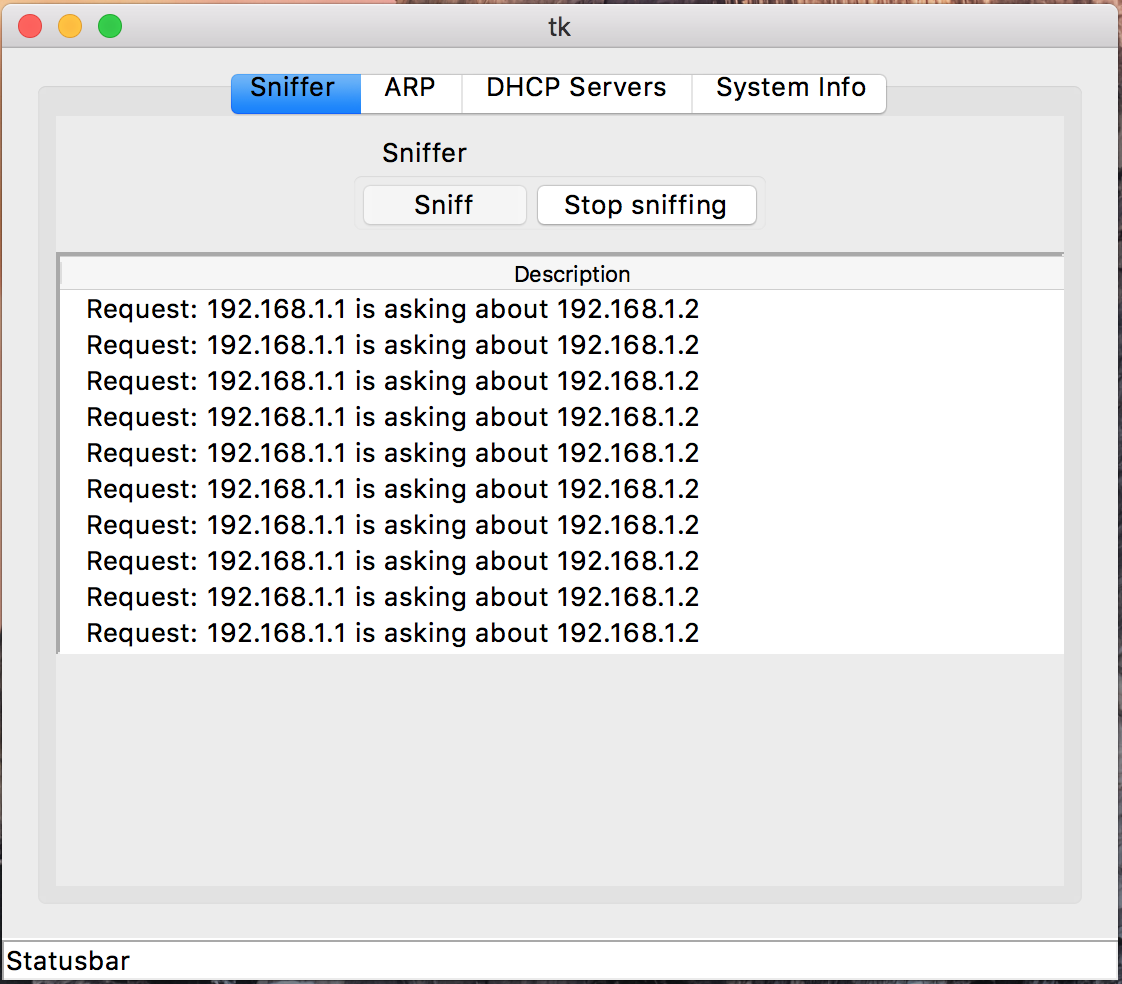 tk
Sniffer ARP DHCP Servers System Info
Sniffer
Sniff Stop sniffing
Description
Request: 192.168.1.1 is asking about 192.168.1.2
Request: 192.168.1.1 is asking about 192.168.1.2
Request: 192.168.1.1 is asking about 192.168.1.2
Request: 192.168.1.1 is asking about 192.168.1.2
Request: 192.168.1.1 is asking about 192.168.1.2
Request: 192.168.1.1 is asking about 192.168.1.2
Request: 192.168.1.1 is asking about 192.168.1.2
Request: 192.168.1.1 is asking about 192.168.1.2
Request: 192.168.1.1 is asking about 192.168.1.2
Request: 192.168.1.1 is asking about 192.168.1.2
Statusbar